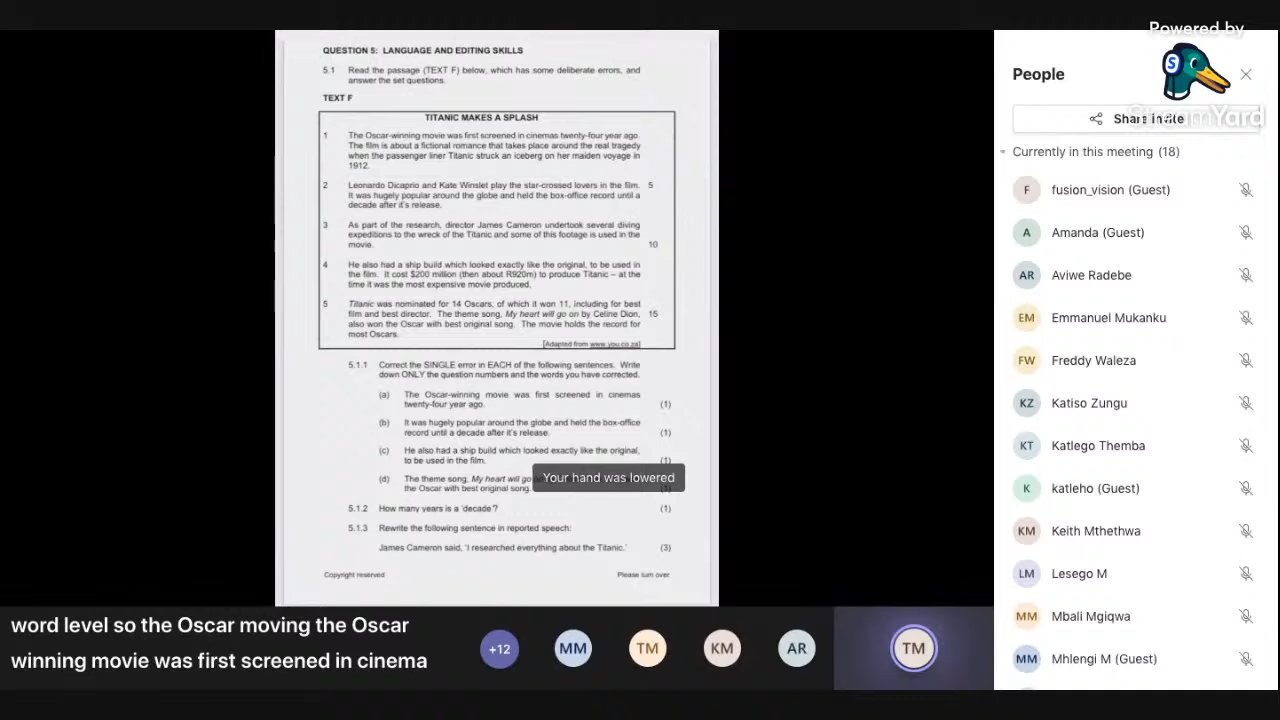 QUESTION 5: LANGUAGE AND EDITING SKILLS
5.1 Read the passage (TEXT F) below, which has some deliberate errors, and
answer the set questions.
TEXT F
TITANIC MAKES A SPLASH
1 The Oscar-winning movie was first screened in cinemas twenty-four year ago.
The film is about a fictional romance that takes place around the real tragedy
when the passenger liner Titanic struck an iceberg on her maiden voyage in
1912.
2 Leonardo Dicaprio and Kate Winslet play the star-crossed lovers in the film. 5
It was hugely popular around the globe and held the box-office record until a
decade after it's release.
3 As part of the research, director James Cameron undertook several diving
expeditions to the wreck of the Titanic and some of this footage is used in the
movie. 10
4 He also had a ship build which looked exactly like the original, to be used in
the film. It cost $200 million (then about R920m) to produce Titanic – at the
time it was the most expensive movie produced.
5 Titanic was nominated for 14 Oscars, of which it won 11, including for best
film and best director. The theme song, My heart will go on by Celine Dion, 15
also won the Oscar with best original song. The movie holds the record for
most Oscars.
[Adapted from www.you.co.za]
5.1.1 Correct the SINGLE error in EACH of the following sentences. Write
down ONLY the question numbers and the words you have corrected.
(a) The Oscar-winning movie was first screened in cinemas
twenty-four year ago. (1)
(b) It was hugely popular around the globe and held the box-office
record until a decade after it's release. (1)
(c) He also had a ship build which looked exactly like the original,
to be used in the film. (1)
(d) The theme song, My heart will go
the Oscar with best original song.
5.1.2 How many years is a 'decade'? (1)
5.1.3 Rewrite the following sentence in reported speech:
James Cameron said, 'I researched everything about the Titanic.' (3)
Copyright reserved Please turn over
Your hand was lowered
word level so the Oscar moving the Oscar
winning movie was first screened in cinema
+12 MM TM KM AR TM
Powered by
StreamYard
People
Share invite
Currently in this meeting (18)
F fusion_vision (Guest)
A Amanda (Guest)
AR Aviwe Radebe
EM Emmanuel Mukanku
FW Freddy Waleza
KZ Katiso Zungu
KT Katlego Themba
K katleho (Guest)
KM Keith Mthethwa
LM Lesego M
MM Mbali Mgiqwa
MM Mhlengi M (Guest)